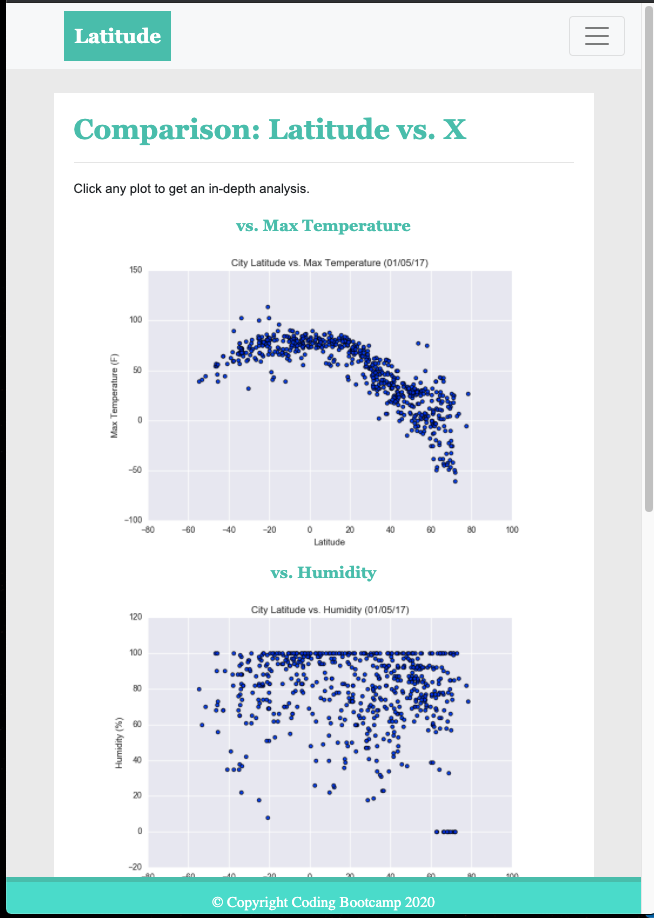 Latitude
Comparison: Latitude vs. X
Click any plot to get an in-depth analysis.
vs. Max Temperature
City Latitude vs. Max Temperature (01/05/17)
150
100
50
0
−50
−100
Max Temperature (F)
−80 −60 −40 −20 0 20 40 60 80 100
Latitude
vs. Humidity
City Latitude vs. Humidity (01/05/17)
120
100
80
60
40
20
0
−20
Humidity (%)
© Copyright Coding Bootcamp 2020